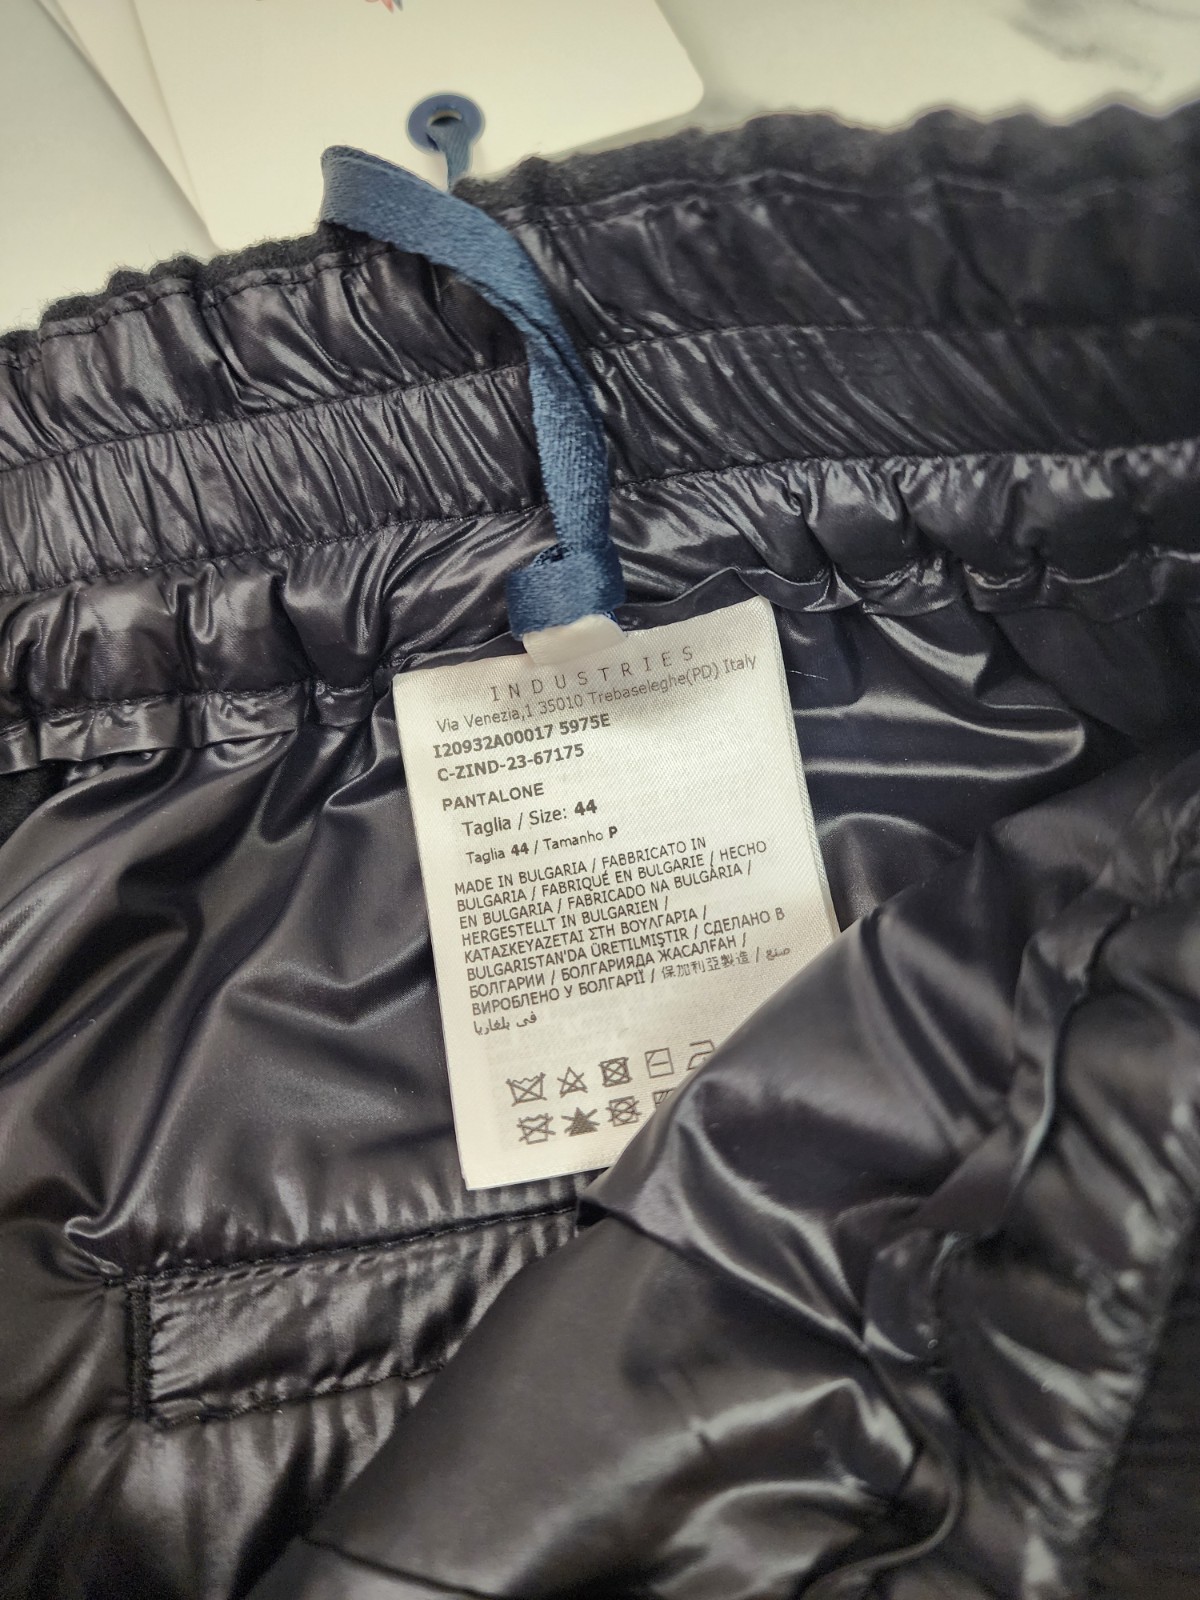 INDUSTRIES
Via Venezia,1 35010 Trebaseleghe(PD) Italy
I20932A00017 5975E
C-ZIND-23-67175
PANTALONE
Taglia / Size: 44
Taglia 44 / Tamanho P
MADE IN BULGARIA / FABBRICATO IN
BULGARIA / FABRIQUÉ EN BULGARIE / HECHO
EN BULGARIA / FABRICADO NA BULGÁRIA /
HERGESTELLT IN BULGARIEN /
ΚΑΤΑΣΚΕΥΑΖΕΤΑΙ ΣΤΗ ΒΟΥΛΓΑΡΙΑ /
BULGARISTAN'DA ÜRETILMIŞTIR / СДЕЛАНО В
БОЛГАРИИ / БОЛГАРИЯДА ЖАСАЛҒАН /
ВИРОБЛЕНО У БОЛГАРІЇ / 保加利亞製造 / صنع
في بلغاريا